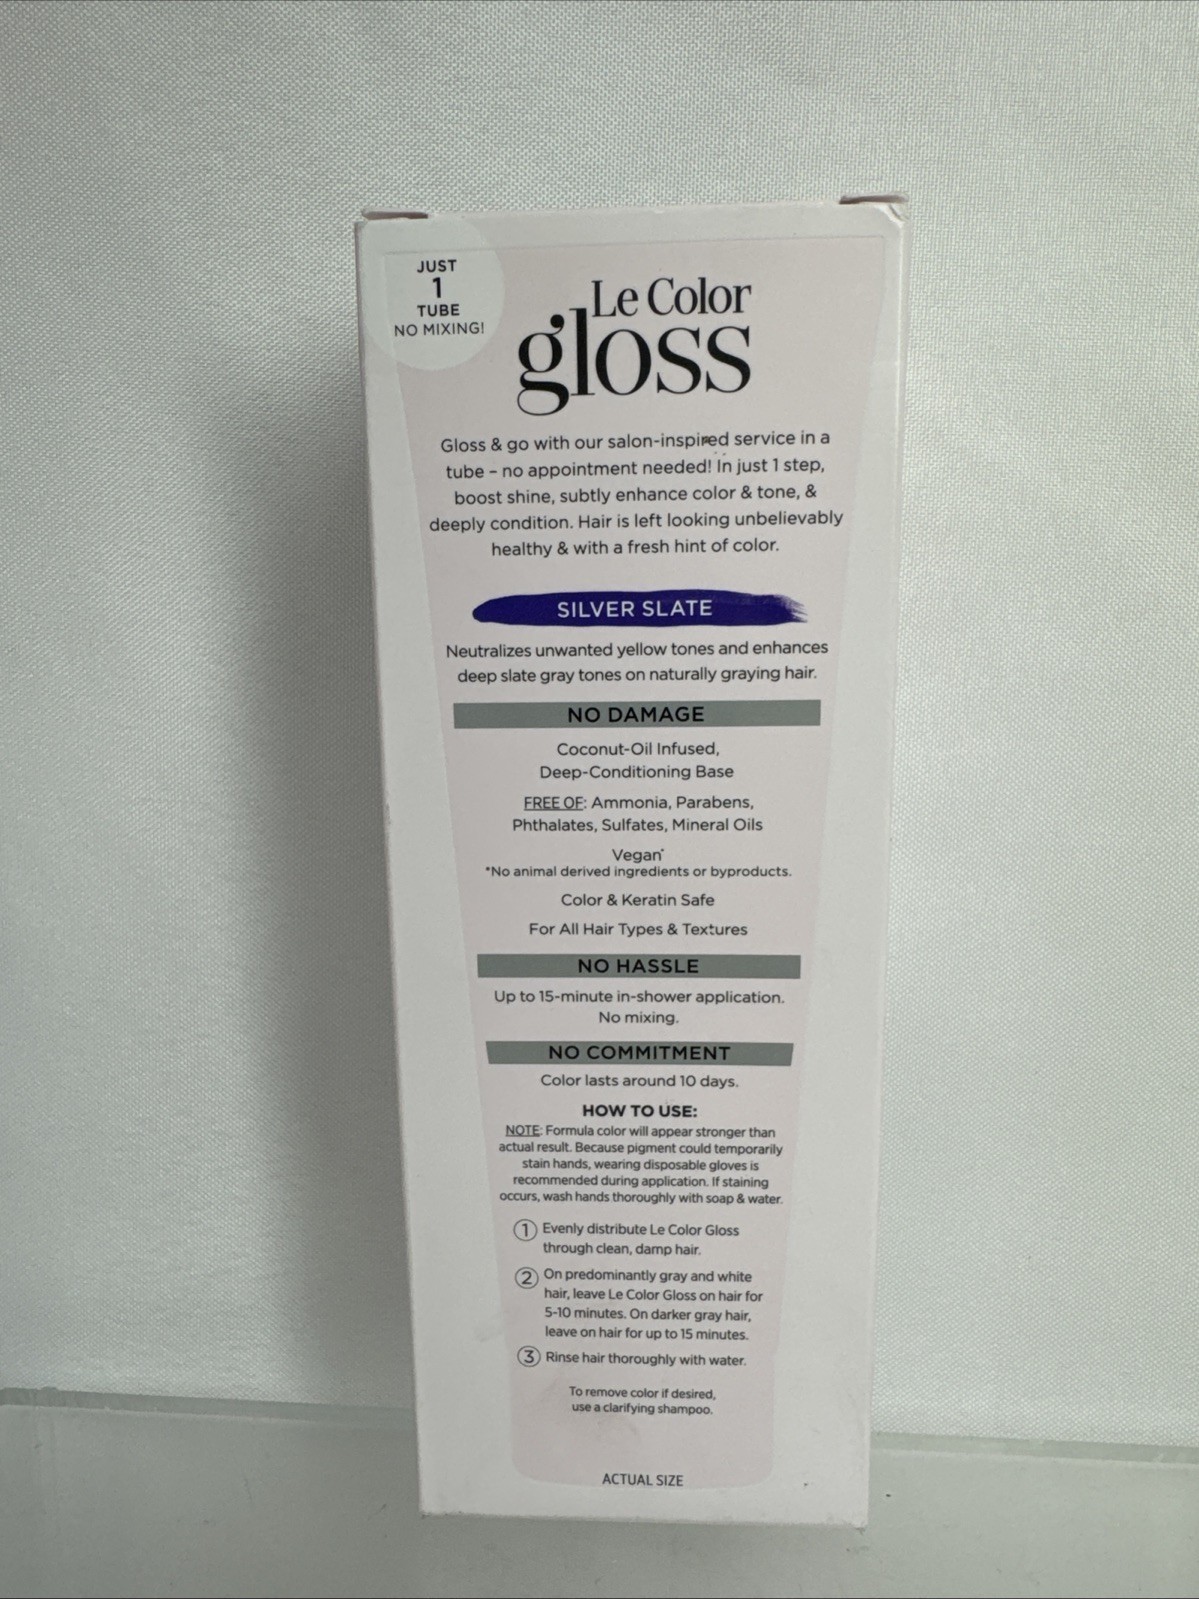 JUST
1
TUBE
NO MIXING!
Le Color
gloss
Gloss & go with our salon-inspired service in a
tube – no appointment needed! In just 1 step,
boost shine, subtly enhance color & tone, &
deeply condition. Hair is left looking unbelievably
healthy & with a fresh hint of color.
SILVER SLATE
Neutralizes unwanted yellow tones and enhances
deep slate gray tones on naturally graying hair.
NO DAMAGE
Coconut-Oil Infused,
Deep-Conditioning Base
FREE OF: Ammonia, Parabens,
Phthalates, Sulfates, Mineral Oils
Vegan*
*No animal derived ingredients or byproducts.
Color & Keratin Safe
For All Hair Types & Textures
NO HASSLE
Up to 15-minute in-shower application.
No mixing.
NO COMMITMENT
Color lasts around 10 days.
HOW TO USE:
NOTE: Formula color will appear stronger than
actual result. Because pigment could temporarily
stain hands, wearing disposable gloves is
recommended during application. If staining
occurs, wash hands thoroughly with soap & water.
1 Evenly distribute Le Color Gloss
through clean, damp hair.
2 On predominantly gray and white
hair, leave Le Color Gloss on hair for
5-10 minutes. On darker gray hair,
leave on hair for up to 15 minutes.
3 Rinse hair thoroughly with water.
To remove color if desired,
use a clarifying shampoo.
ACTUAL SIZE